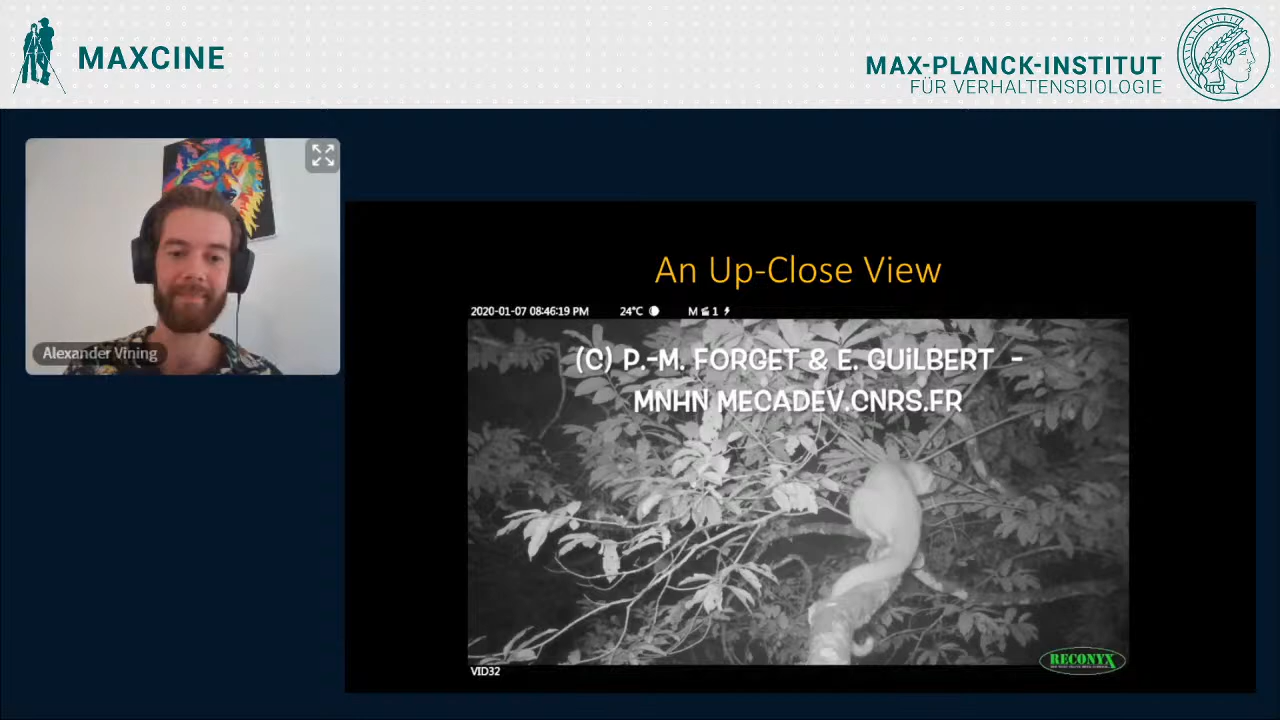 MAXCINE
MAX-PLANCK-INSTITUT
FÜR VERHALTENSBIOLOGIE
Alexander Vining
An Up-Close View
2020-01-07 08:46:19 PM 24°C M 1
(C) P.-M. FORGET & E. GUiLBERT -
MNHN MECADEV.CNRS.FR
RECONYX
VID32